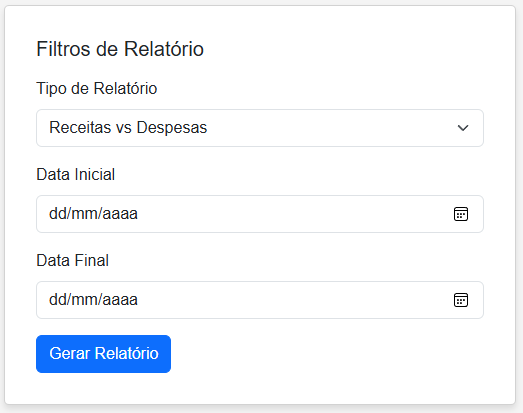 Filtros de Relatório
Tipo de Relatório
Receitas vs Despesas
Data Inicial
dd/mm/aaaa
Data Final
dd/mm/aaaa
Gerar Relatório